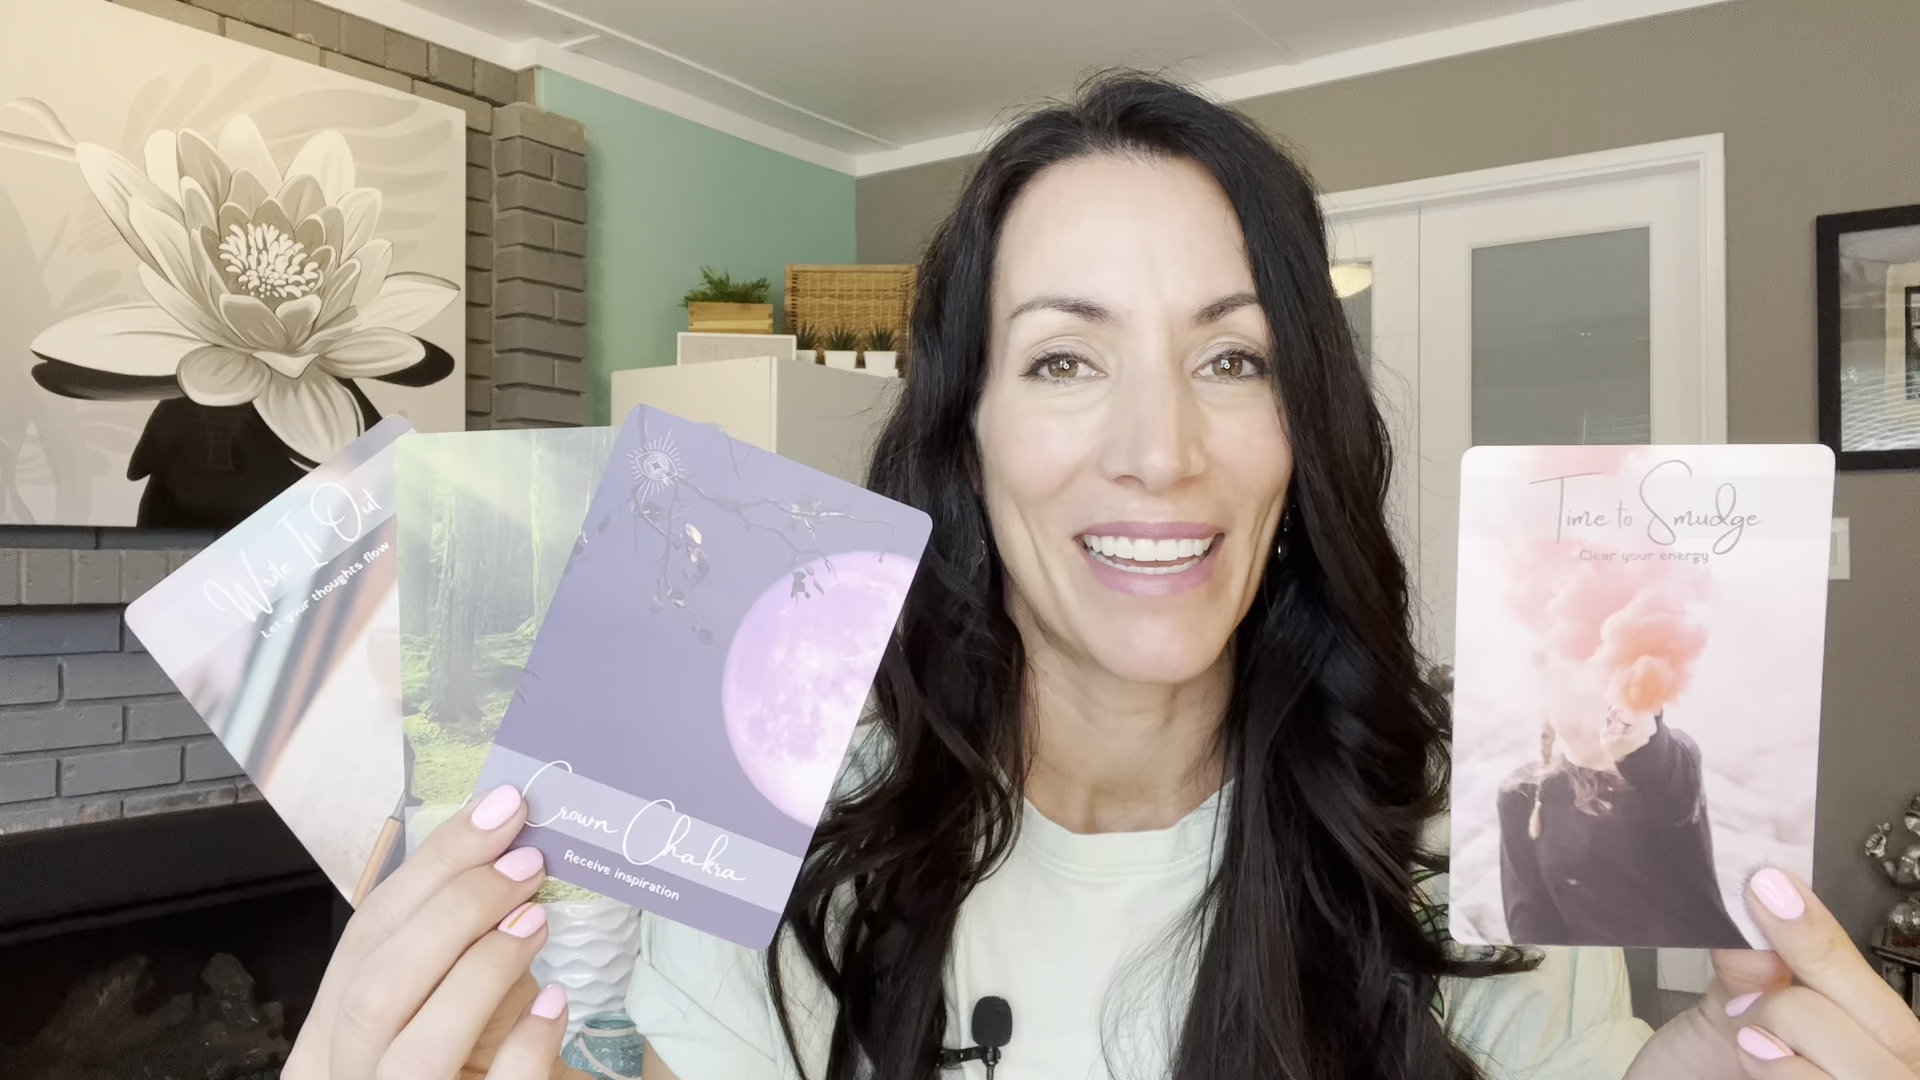 Write It Out
Let your thoughts flow
Crown Chakra
Receive inspiration
Time to Smudge
Clear your energy